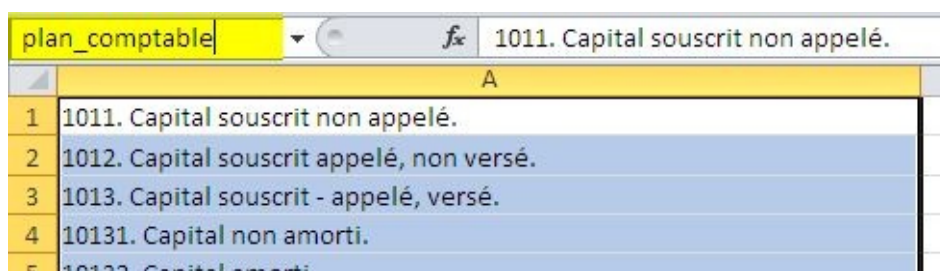 plan_comptable fx 1011. Capital souscrit non appelé.
A
1 1011. Capital souscrit non appelé.
2 1012. Capital souscrit appelé, non versé.
3 1013. Capital souscrit - appelé, versé.
4 10131. Capital non amorti.